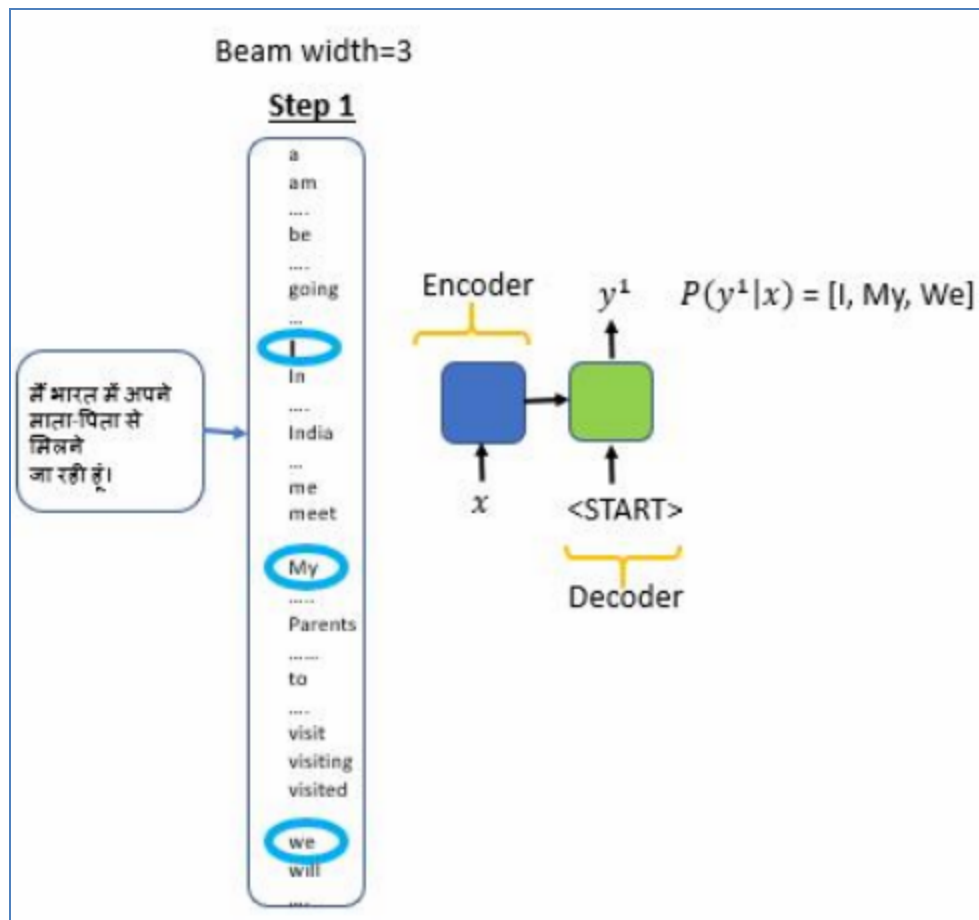 Beam width=3
Step 1
a
am
....
be
....
going
...
I
In
....
India
...
me
meet
My
.....
Parents
......
to
....
visit
visiting
visited
we
will
....
मैं भारत में अपने
माता-पिता से
मिलने
जा रही हूं।
Encoder
y¹ P(y¹|x) = [I, My, We]
x
<START>
Decoder